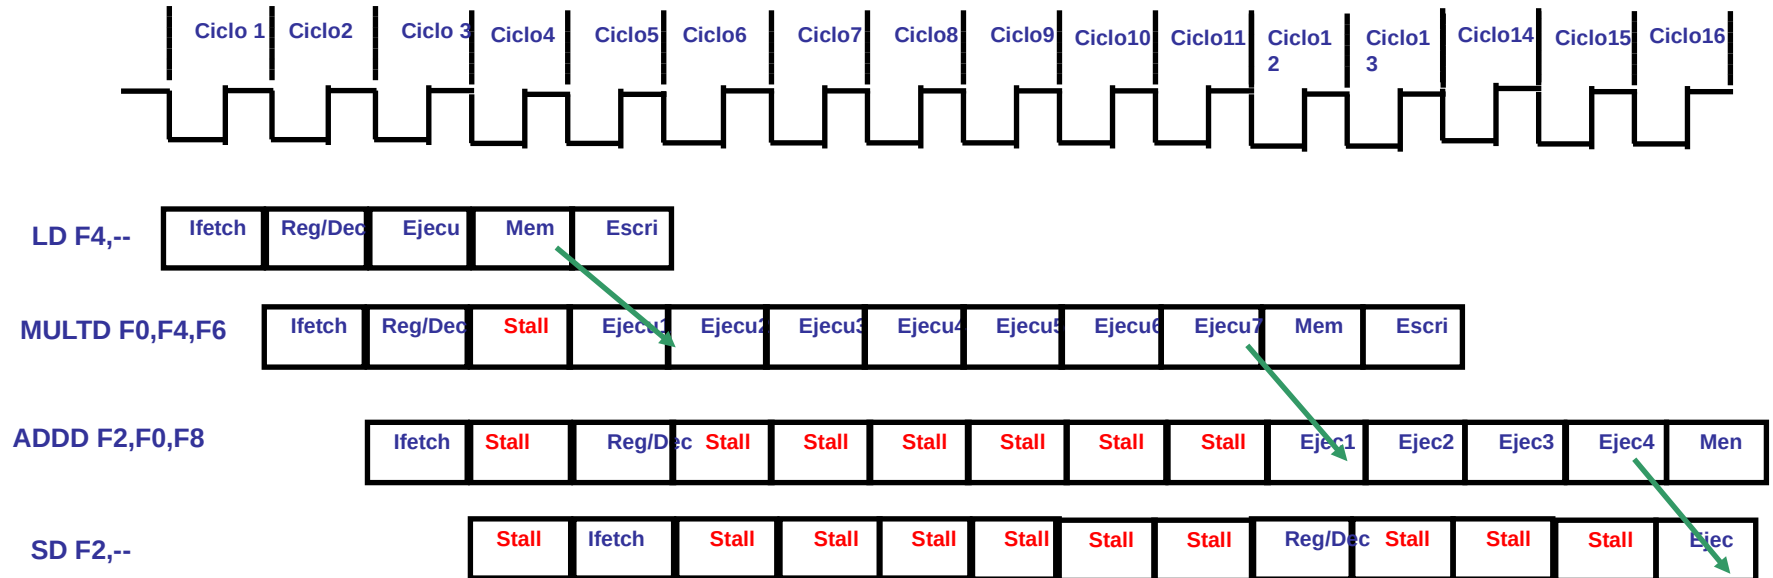 Ciclo 1 Ciclo2 Ciclo 3 Ciclo4 Ciclo5 Ciclo6 Ciclo7 Ciclo8 Ciclo9 Ciclo10 Ciclo11 Ciclo1 Ciclo1 Ciclo14 Ciclo15 Ciclo16
2 3
LD F4,-- Ifetch Reg/Dec Ejecu Mem Escri
MULTD F0,F4,F6 Ifetch Reg/Dec Stall Ejecu1 Ejecu2 Ejecu3 Ejecu4 Ejecu5 Ejecu6 Ejecu7 Mem Escri
ADDD F2,F0,F8 Ifetch Stall Reg/Dec Stall Stall Stall Stall Stall Stall Ejec1 Ejec2 Ejec3 Ejec4 Men
SD F2,-- Stall Ifetch Stall Stall Stall Stall Stall Stall Reg/Dec Stall Stall Stall Ejec